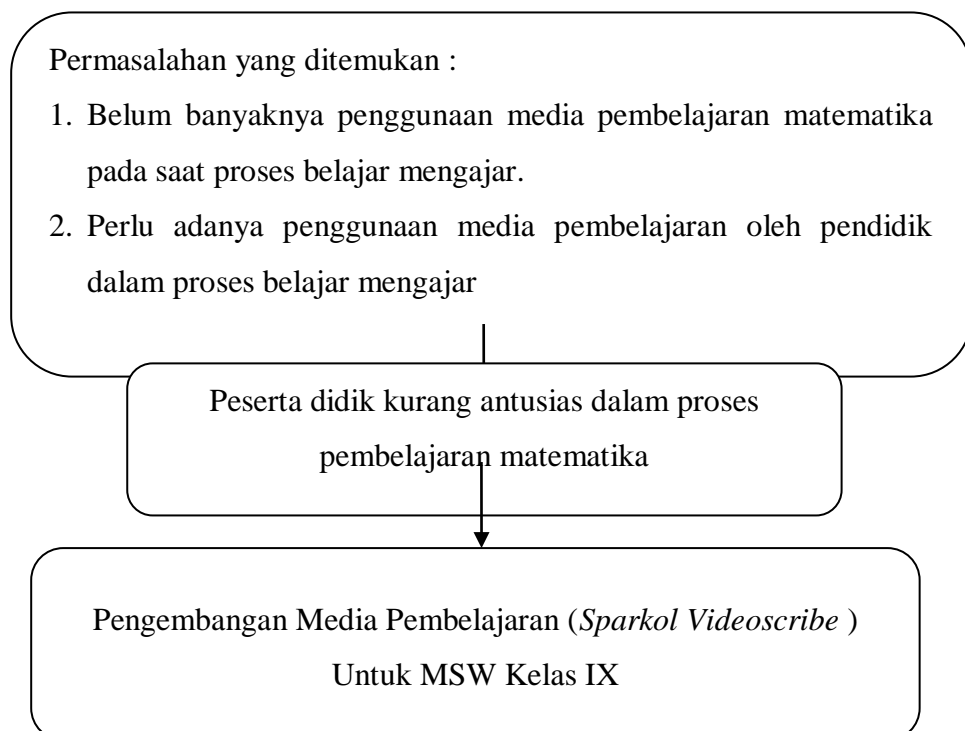 Permasalahan yang ditemukan :
1. Belum banyaknya penggunaan media pembelajaran matematika
pada saat proses belajar mengajar.
2. Perlu adanya penggunaan media pembelajaran oleh pendidik
dalam proses belajar mengajar
Peserta didik kurang antusias dalam proses
pembelajaran matematika
Pengembangan Media Pembelajaran (Sparkol Videoscribe )
Untuk MSW Kelas IX